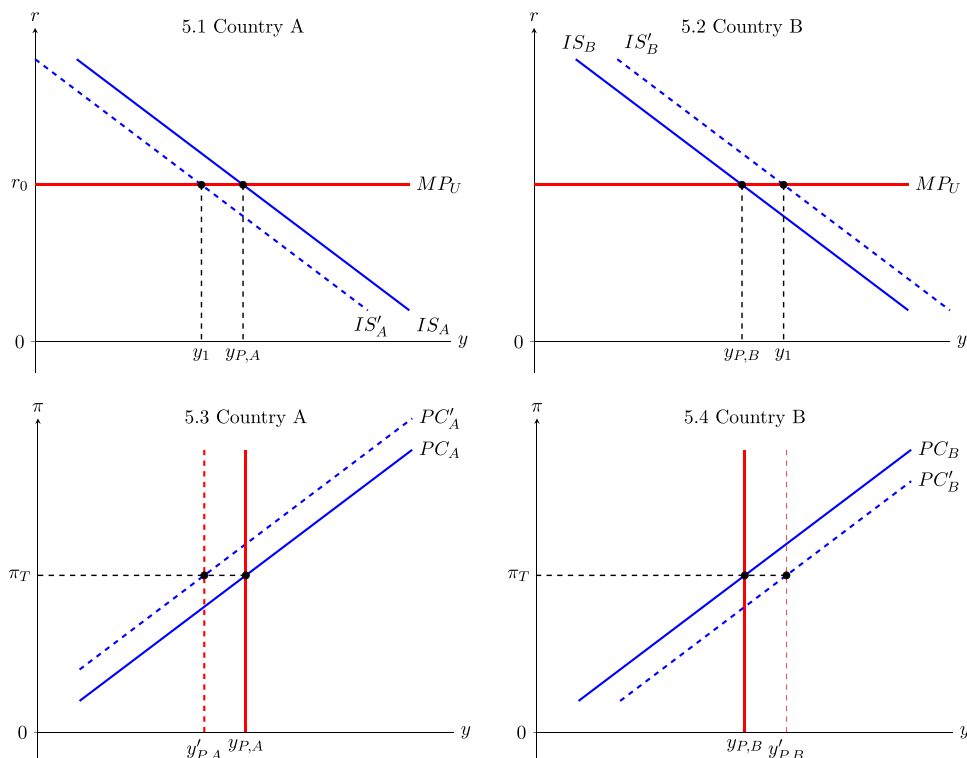 r
5.1 Country A
r₀
MP_U
IS'_A
IS_A
0
y₁
y_{P,A}
y
r
5.2 Country B
IS_B
IS'_B
MP_U
0
y_{P,B}
y₁
y
π
5.3 Country A
PC'_A
PC_A
π_T
0
y'_{P,A}
y_{P,A}
y
π
5.4 Country B
PC_B
PC'_B
π_T
0
y_{P,B}
y'_{P,B}
y